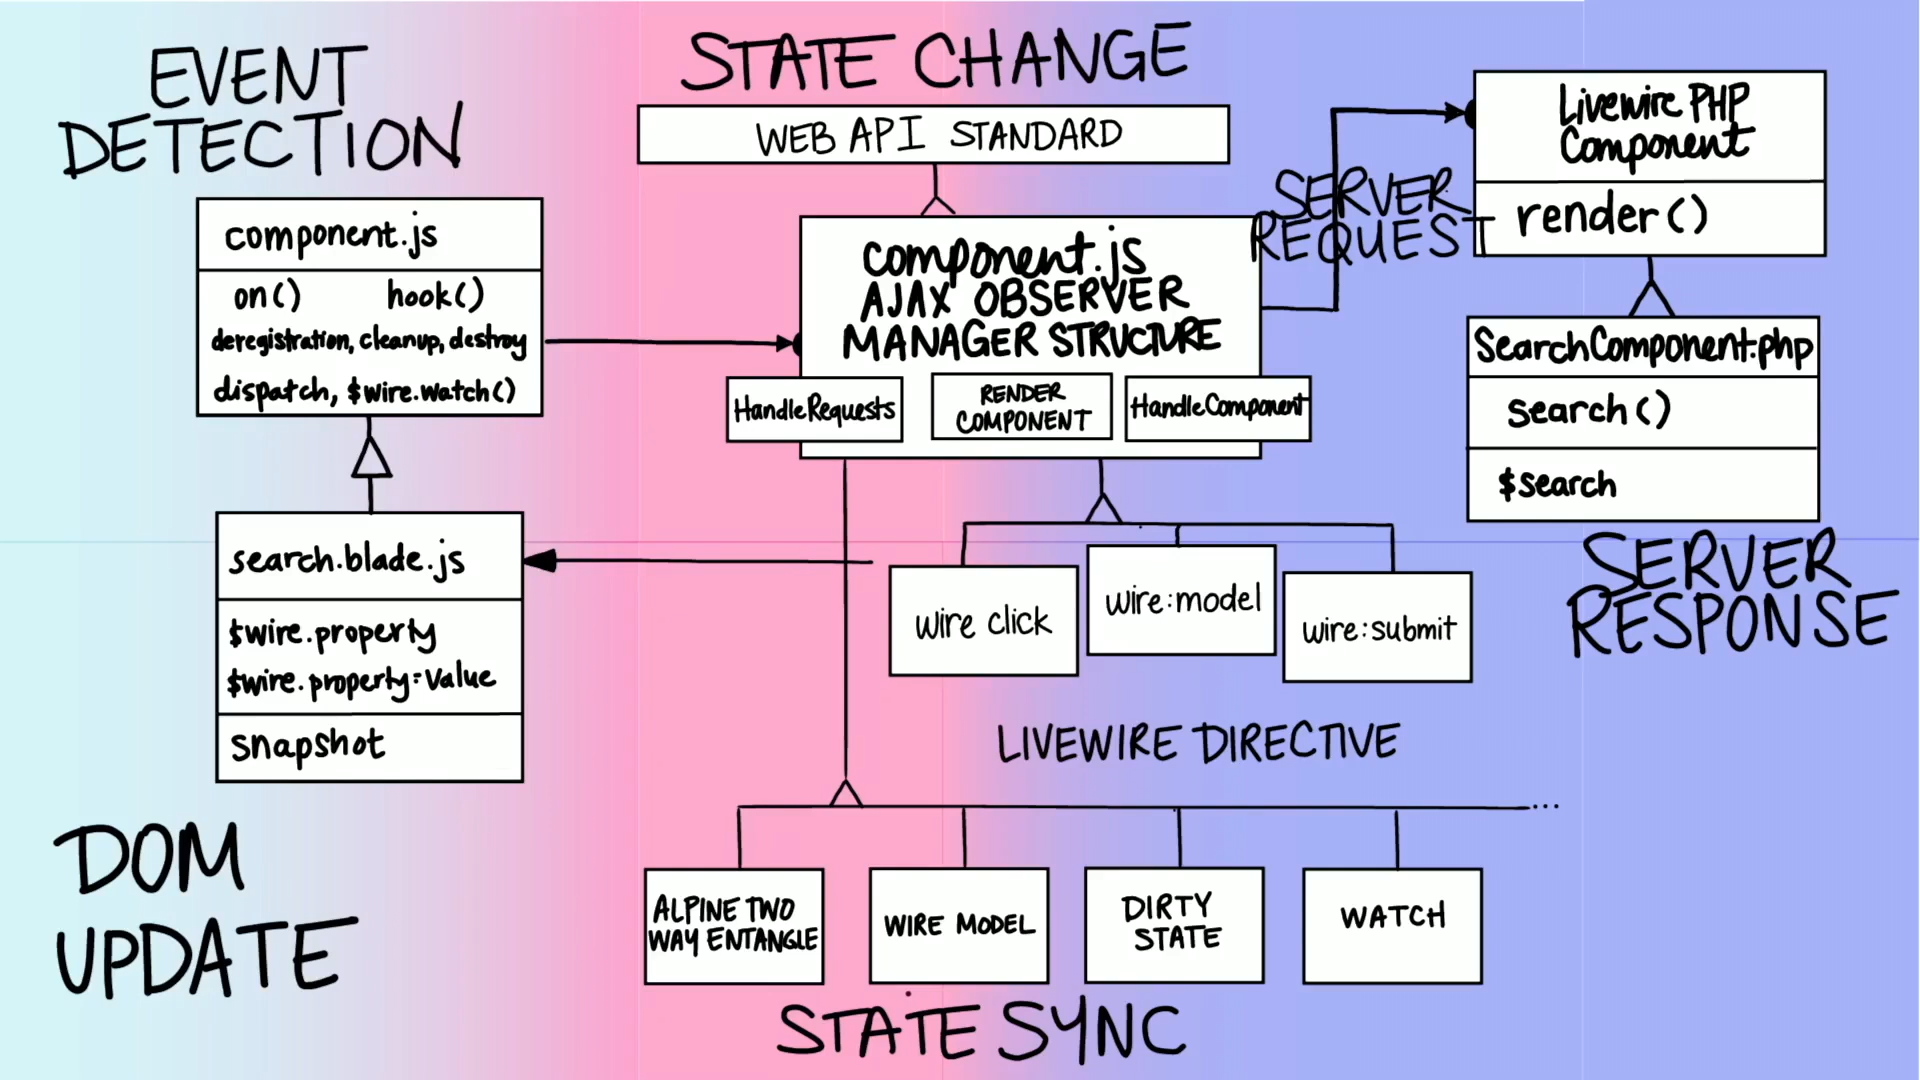 EVENT
DETECTION
component.js
on() hook()
deregistration, cleanup, destroy
dispatch, $wire.watch()
search.blade.js
$wire.property
$wire.property=Value
snapshot
DOM
UPDATE
STATE CHANGE
WEB API STANDARD
component.js
AJAX OBSERVER
MANAGER STRUCTURE
HandleRequests
RENDER
COMPONENT
HandleComponent
wire click
wire:model
wire:submit
LIVEWIRE DIRECTIVE
...
ALPINE TWO
WAY ENTANGLE
WIRE MODEL
DIRTY
STATE
WATCH
STATE SYNC
SERVER
REQUEST
Livewire PHP
Component
render()
SearchComponent.php
search()
$search
SERVER
RESPONSE